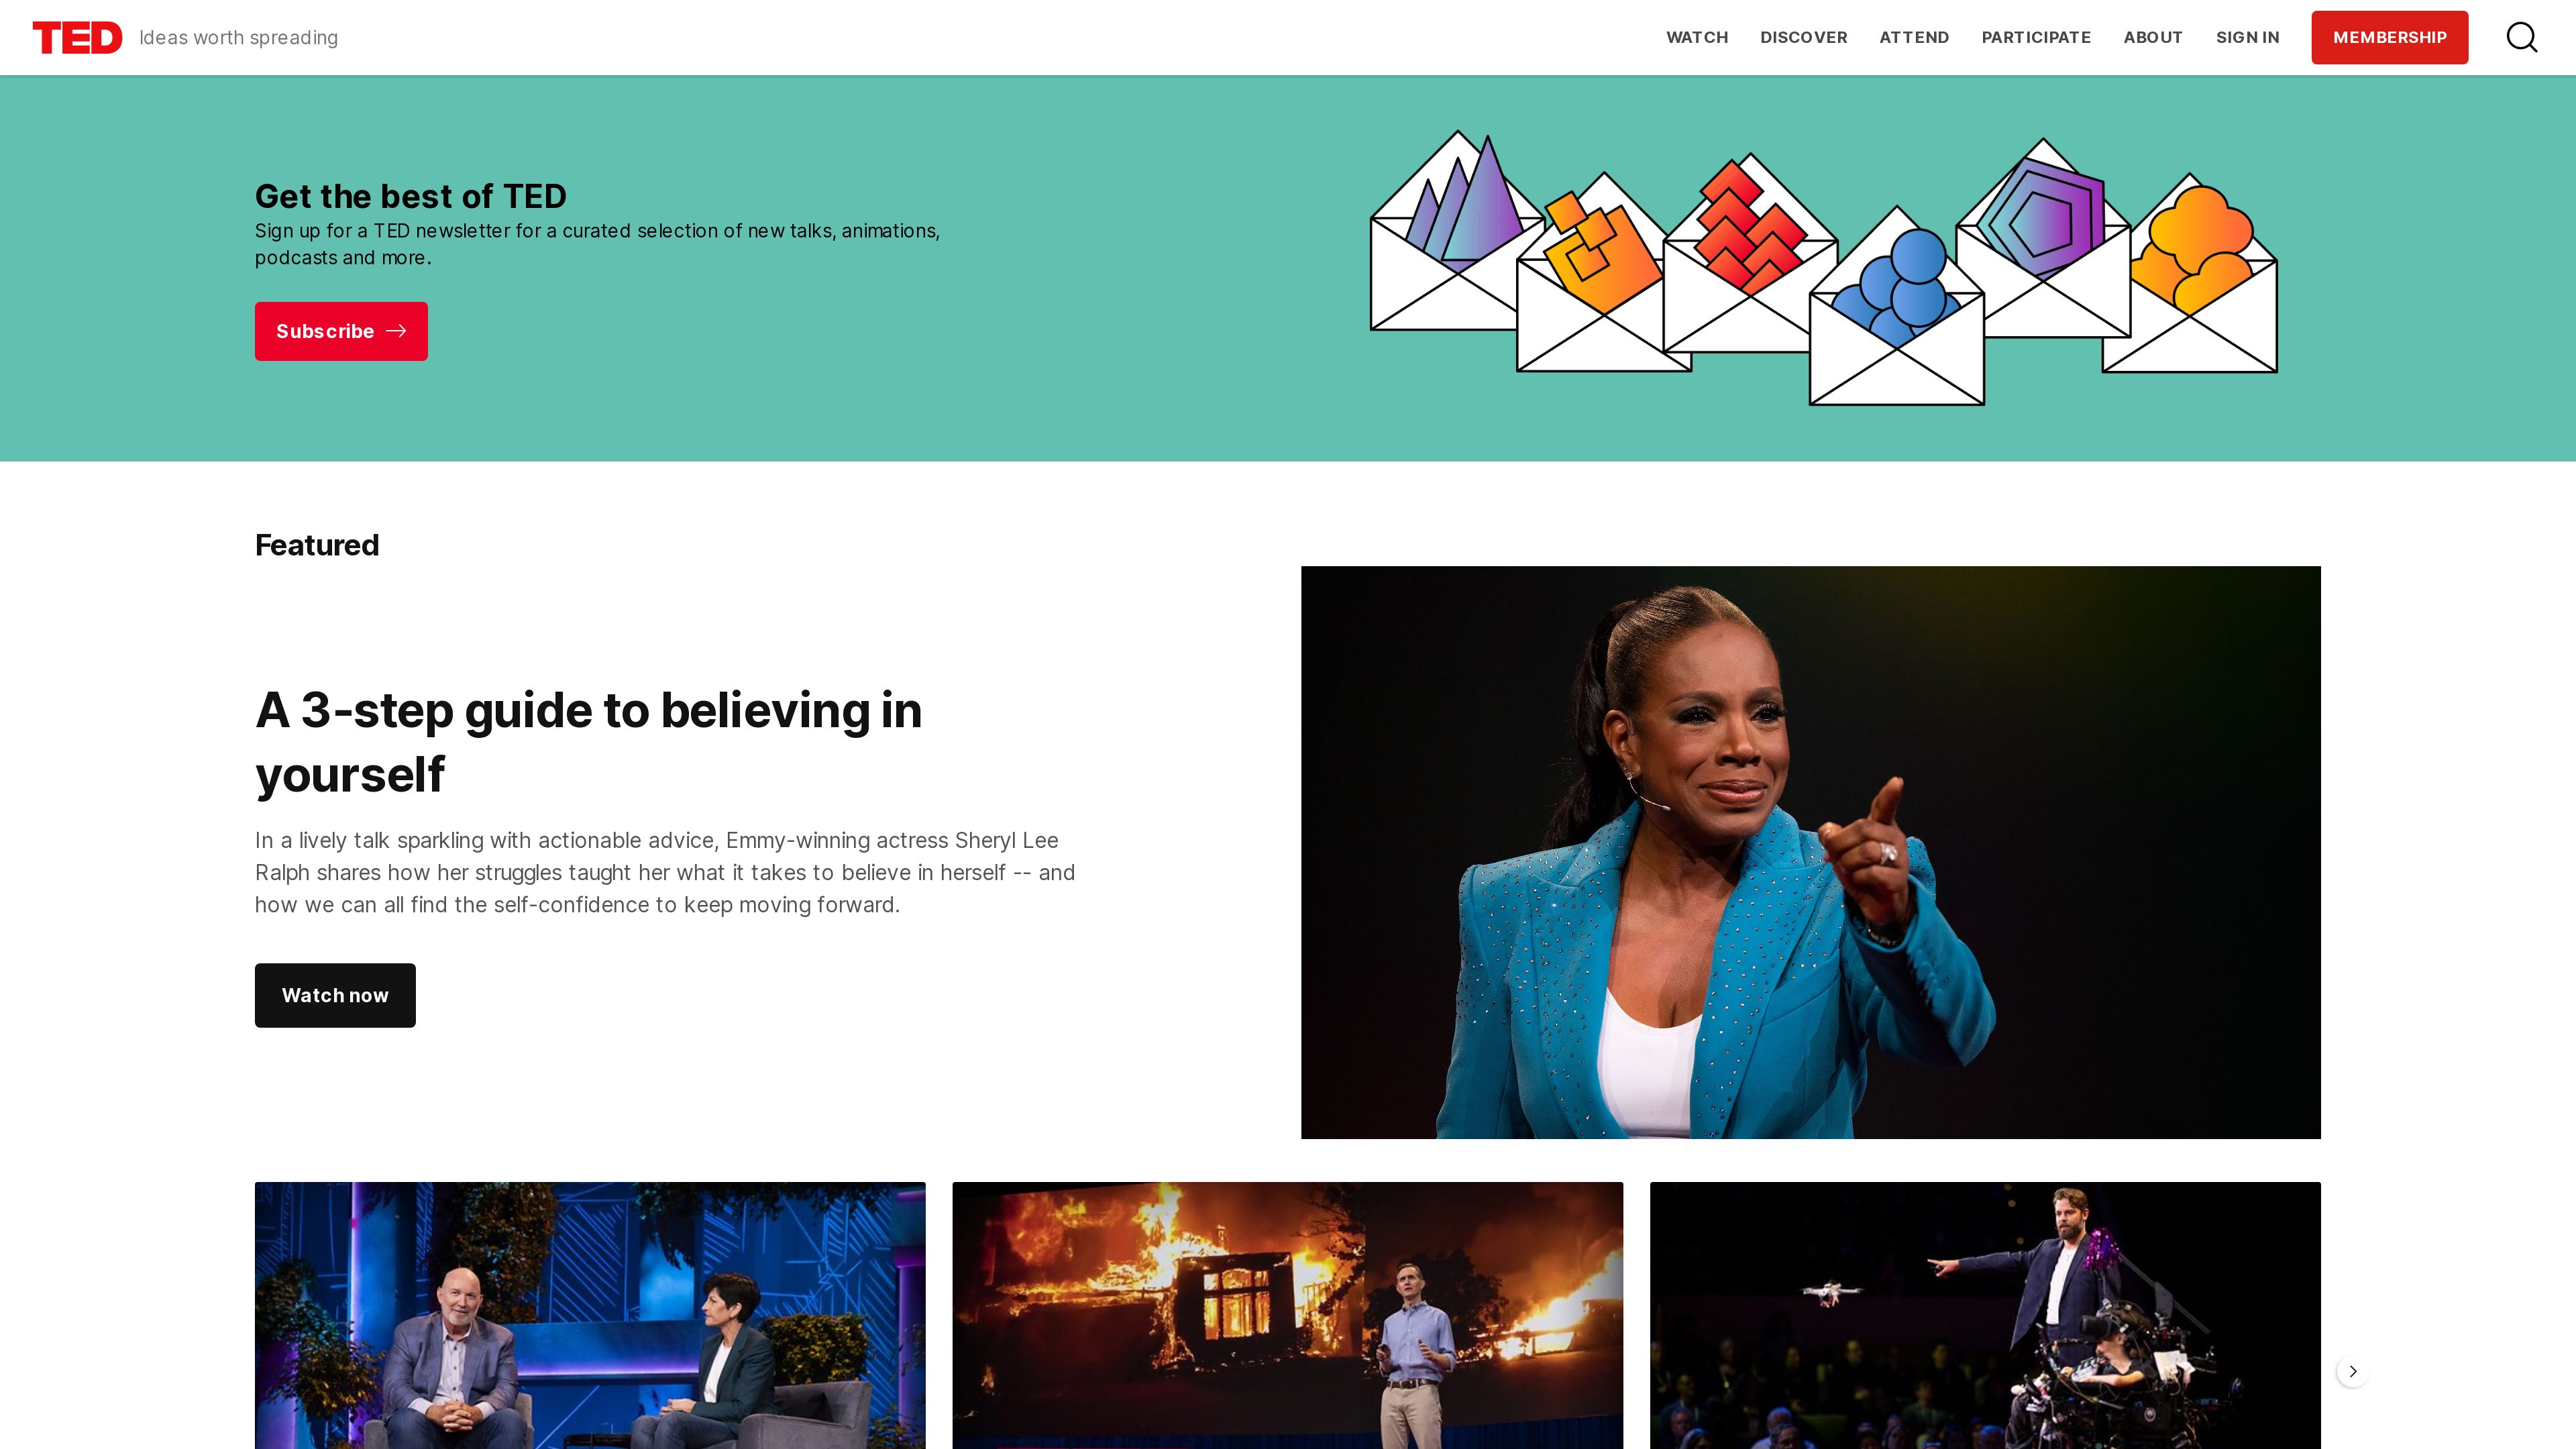 TED Ideas worth spreading WATCH DISCOVER ATTEND PARTICIPATE ABOUT SIGN IN MEMBERSHIP
Get the best of TED
Sign up for a TED newsletter for a curated selection of new talks, animations,
podcasts and more.
Subscribe
Featured
A 3-step guide to believing in
yourself
In a lively talk sparkling with actionable advice, Emmy-winning actress Sheryl Lee
Ralph shares how her struggles taught her what it takes to believe in herself -- and
how we can all find the self-confidence to keep moving forward.
Watch now